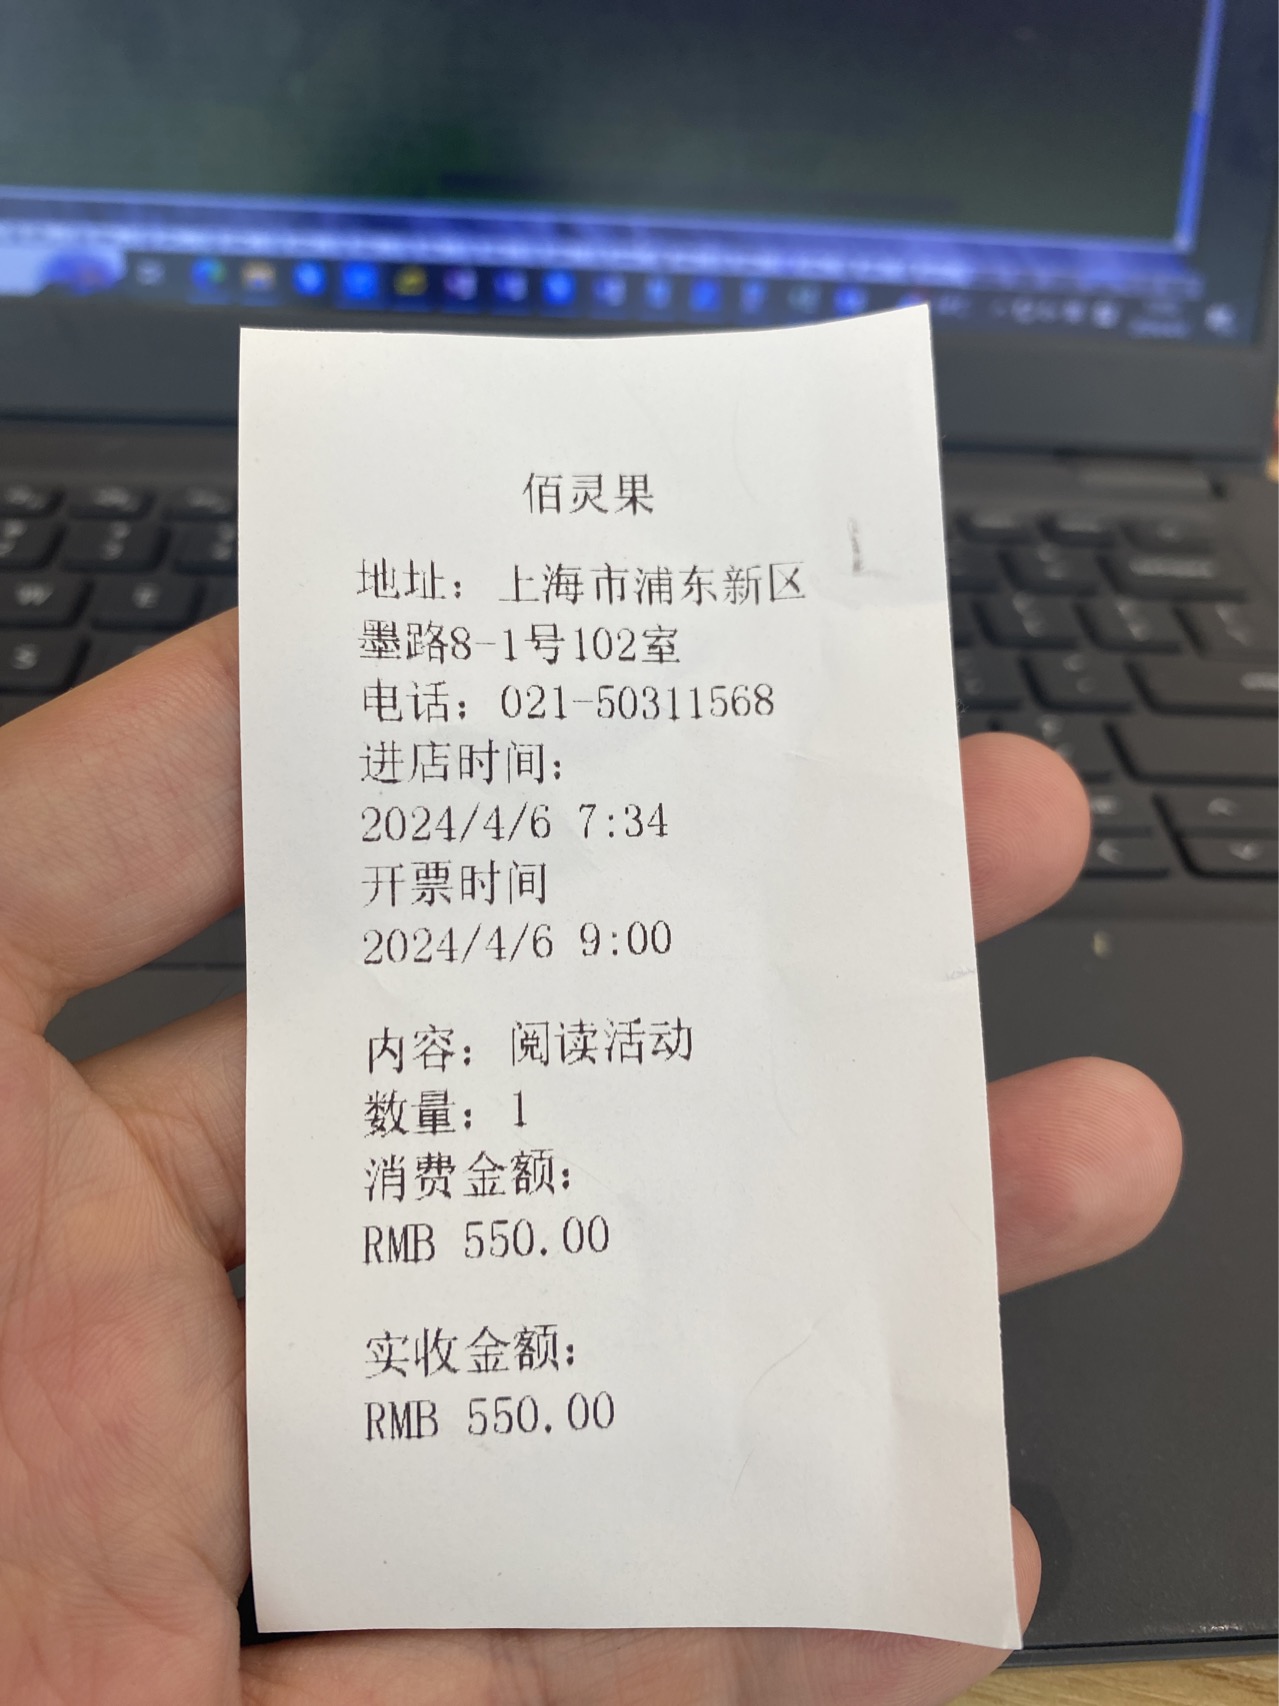 佰灵果
地址：上海市浦东新区
墨路8-1号102室
电话：021-50311568
进店时间：
2024/4/6 7:34
开票时间
2024/4/6 9:00
内容：阅读活动
数量：1
消费金额：
RMB 550.00
实收金额：
RMB 550.00